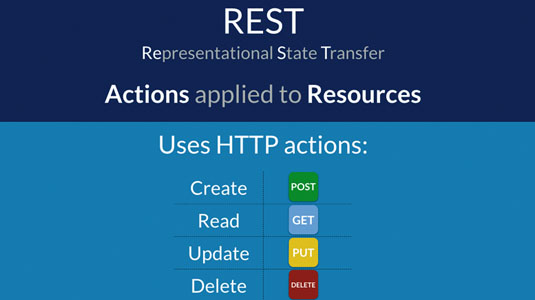 REST
Representational State Transfer
Actions applied to Resources
Uses HTTP actions:
Create POST
Read GET
Update PUT
Delete DELETE